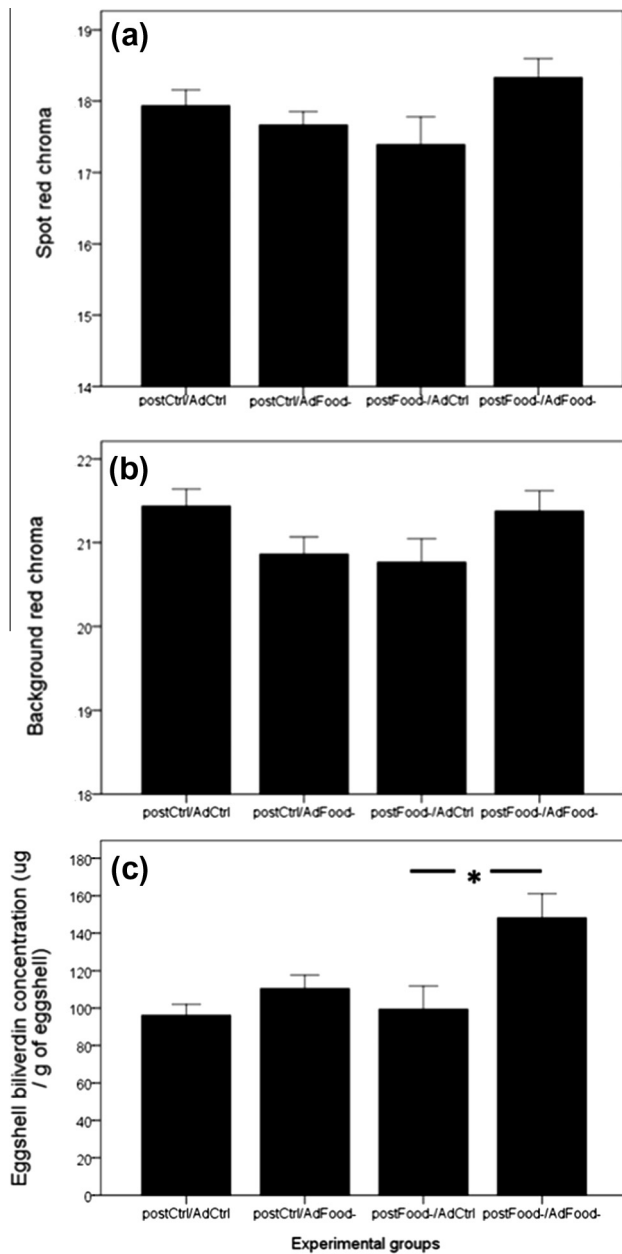 (a)
Spot red chroma
19
18
17
16
15
14
postCtrl/AdCtrl postCtrl/AdFood- postFood-/AdCtrl postFood-/AdFood-
(b)
Background red chroma
22
21
20
19
18
postCtrl/AdCtrl postCtrl/AdFood- postFood-/AdCtrl postFood-/AdFood-
(c)
Eggshell biliverdin concentration (ug
/ g of eggshell)
180
160
140
120
100
80
60
40
20
0
*
postCtrl/AdCtrl postCtrl/AdFood- postFood-/AdCtrl postFood-/AdFood-
Experimental groups